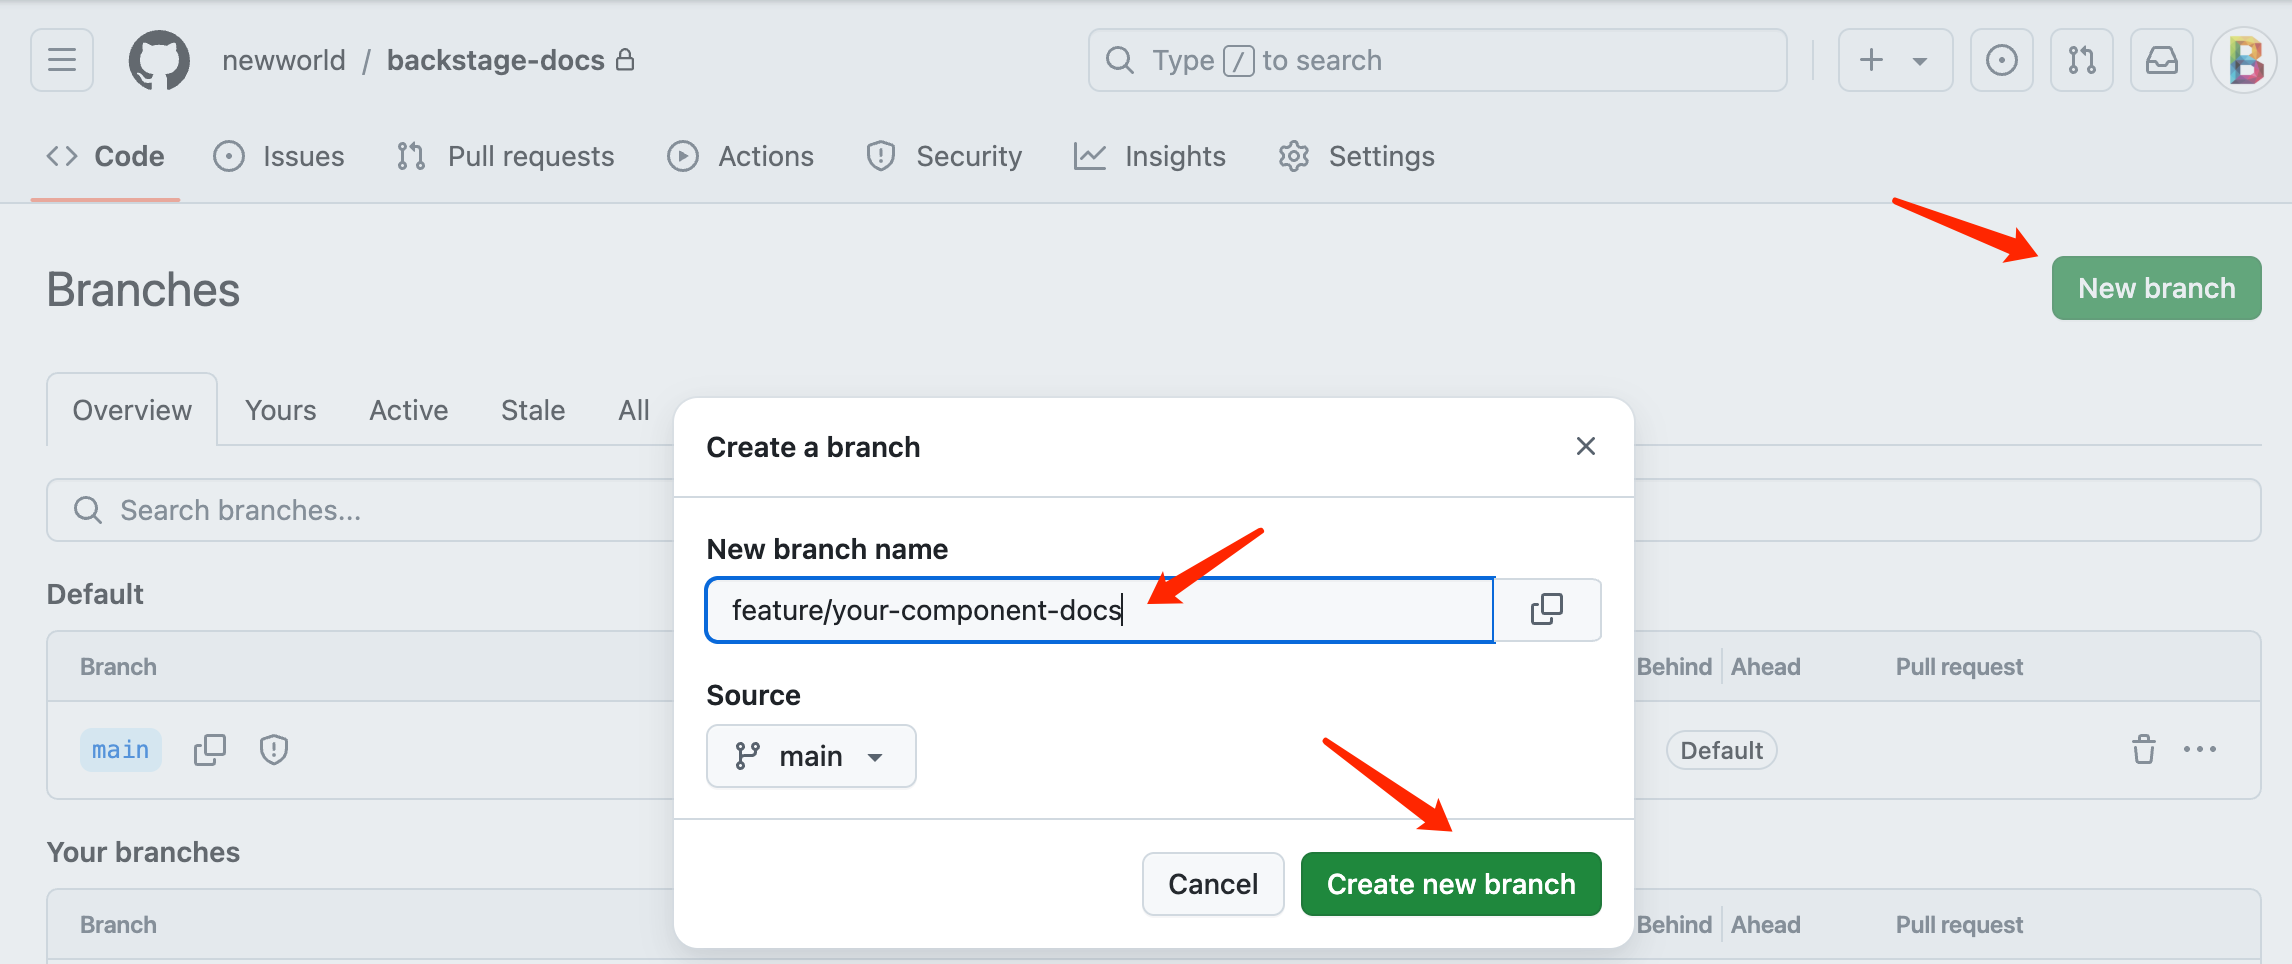 newworld / backstage-docs
Type / to search
Code Issues Pull requests Actions Security Insights Settings
Branches
New branch
Overview Yours Active Stale All
Create a branch
Search branches...
New branch name
feature/your-component-docs
Default
Branch
Behind Ahead Pull request
Source
main
main
Default
Your branches
Cancel Create new branch
Branch
Behind Ahead Pull request